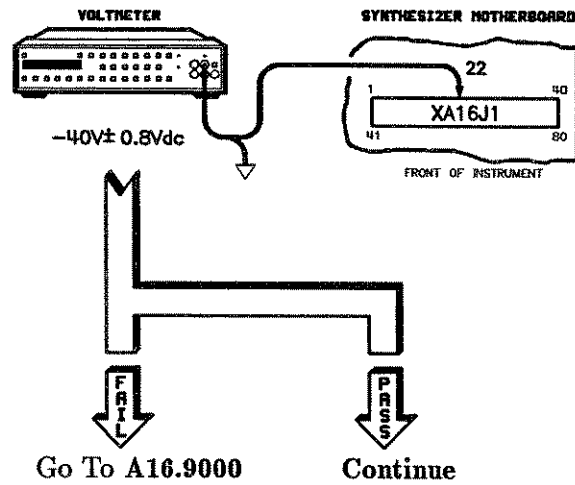 VOLTMETER
SYNTHESIZER MOTHERBOARD
22
1
40
XA16J1
41
80
-40V± 0.8Vdc
FRONT OF INSTRUMENT
FAIL
PASS
Go To A16.9000
Continue